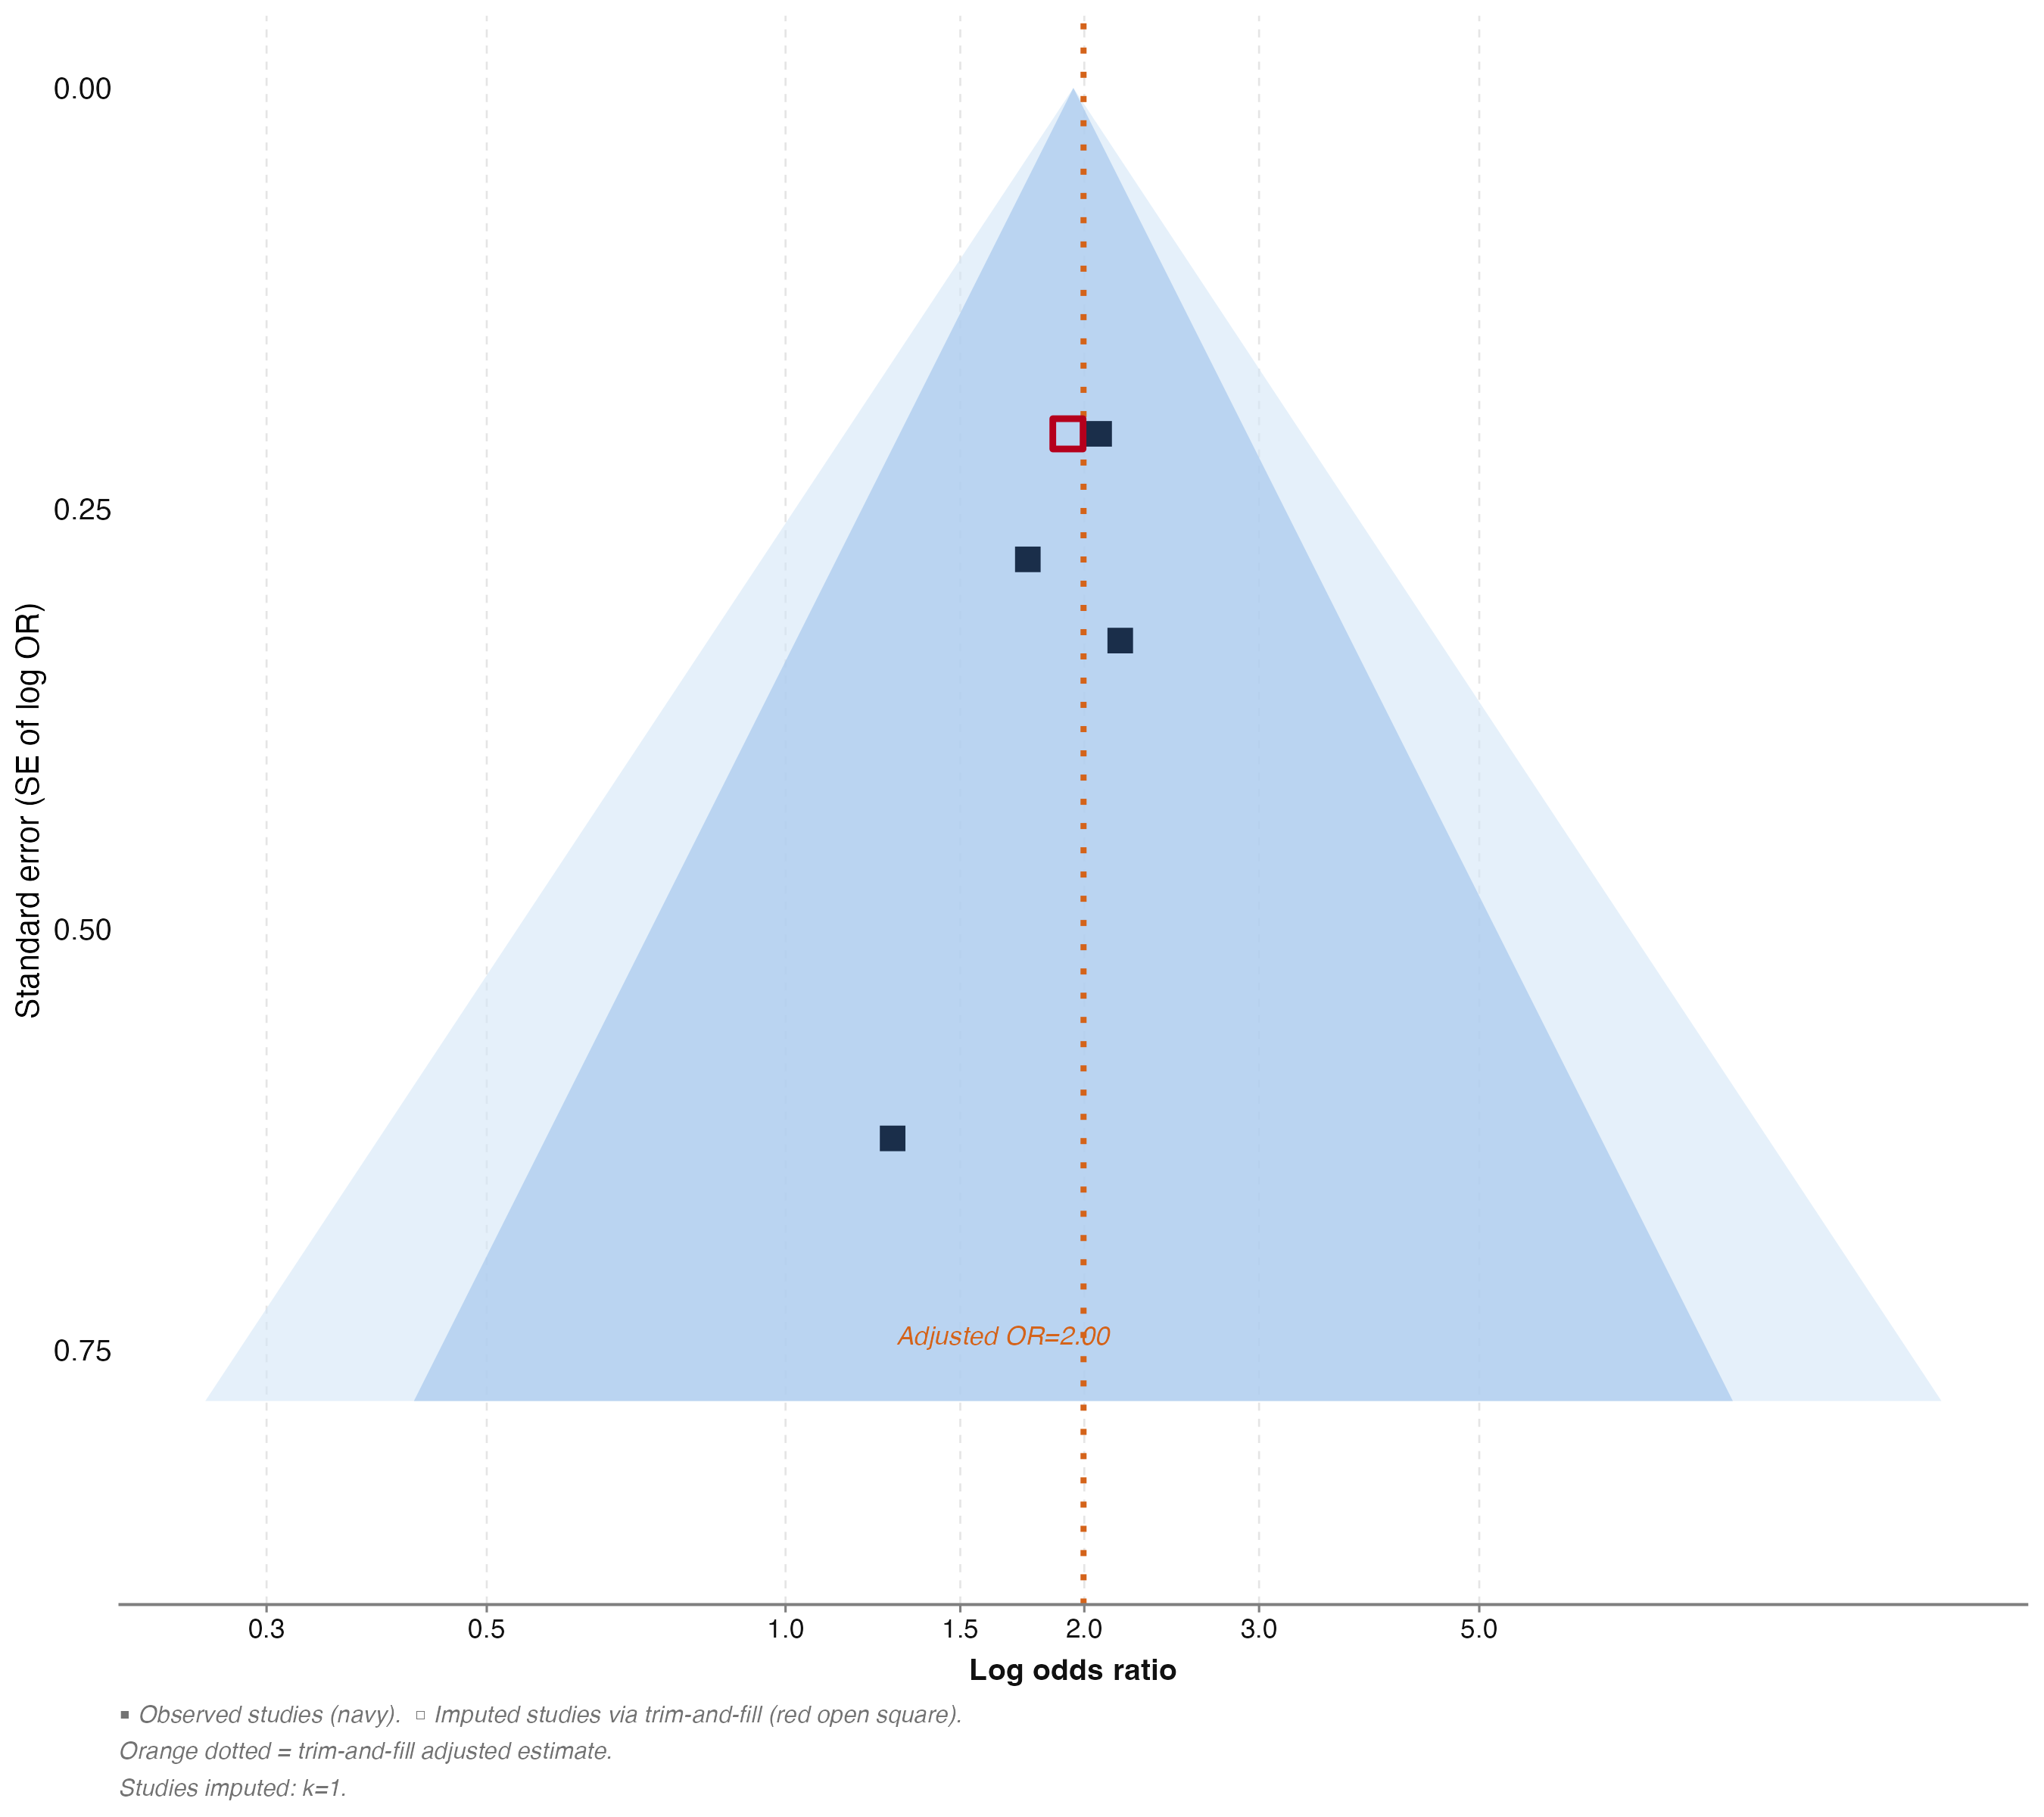 0.00
0.25
0.50
0.75
Standard error (SE of log OR)
Adjusted OR=2.00
0.3 0.5 1.0 1.5 2.0 3.0 5.0
Log odds ratio
▪ Observed studies (navy). ▫ Imputed studies via trim-and-fill (red open square).
Orange dotted = trim-and-fill adjusted estimate.
Studies imputed: k=1.